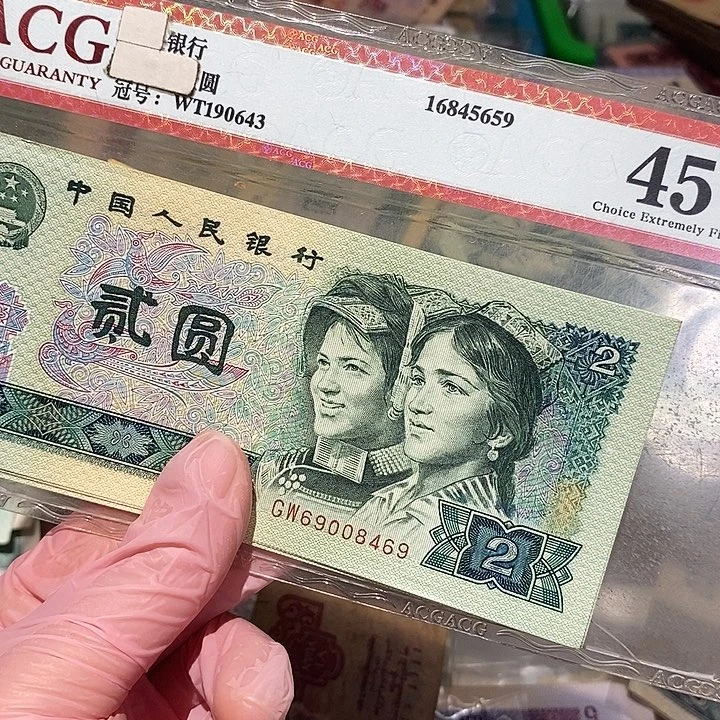 ACG
GUARANTY
银行
圆
冠号: WT190643
16845659
45
Choice Extremely
中国人民银行
贰圆
2
GW69008469
2
ACGACG